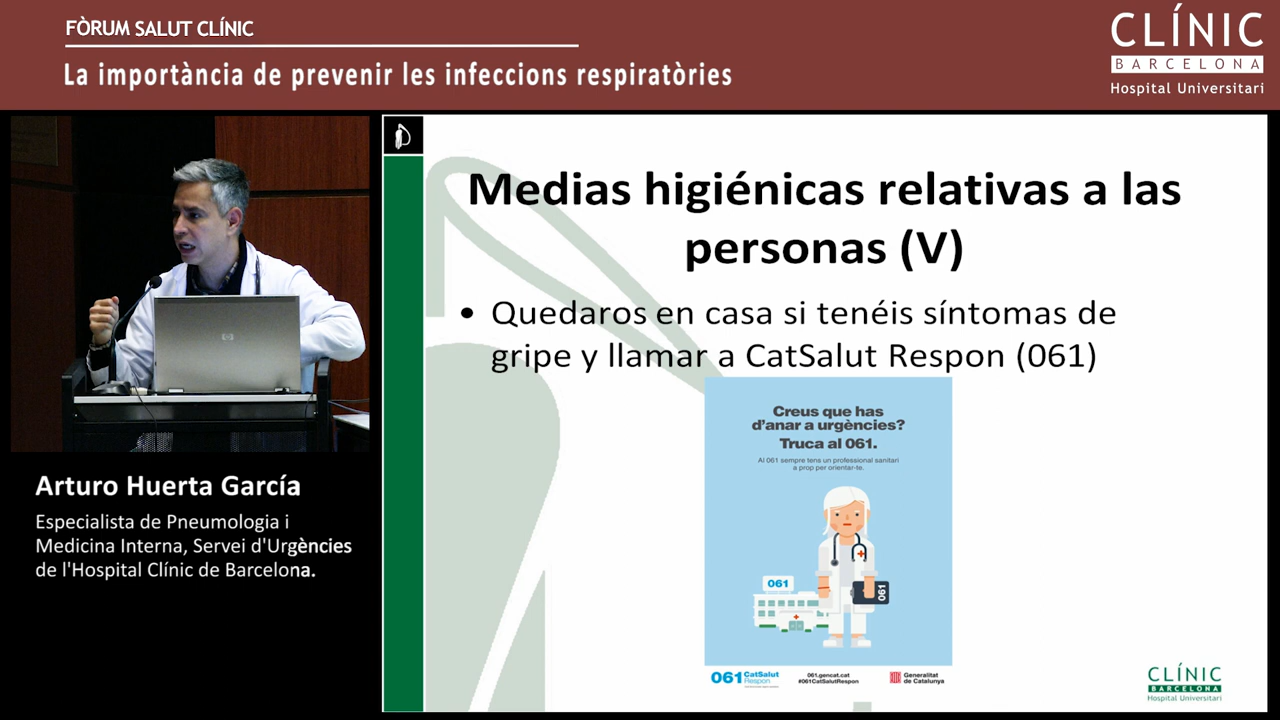 FÒRUM SALUT CLÍNIC
La importància de prevenir les infeccions respiratòries
CLÍNIC
BARCELONA
Hospital Universitari
Medias higiénicas relativas a las
personas (V)
• Quedaros en casa si tenéis síntomas de
gripe y llamar a CatSalut Respon (061)
Creus que has
d'anar a urgències?
Truca al 061.
Al 061 sempre tens un professional sanitari
a prop per orientar-te.
061
061
061 CatSalut
Respon
061.gencat.cat
#061CatSalutRespon
Generalitat
de Catalunya
hp
Arturo Huerta García
Especialista de Pneumologia i
Medicina Interna, Servei d'Urgències
de l'Hospital Clínic de Barcelona.
CLÍNIC
BARCELONA
Hospital Universitari